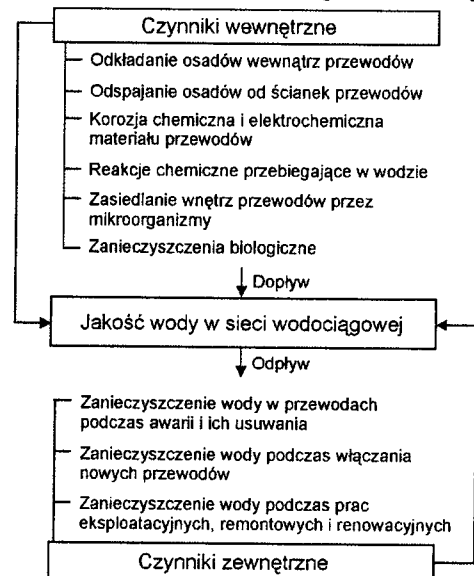 Czynniki wewnętrzne
Odkładanie osadów wewnątrz przewodów
Odspajanie osadów od ścianek przewodów
Korozja chemiczna i elektrochemiczna
materiału przewodów
Reakcje chemiczne przebiegające w wodzie
Zasiedlanie wnętrz przewodów przez
mikroorganizmy
Zanieczyszczenia biologiczne
Dopływ
Jakość wody w sieci wodociągowej
Odpływ
Zanieczyszczenie wody w przewodach
podczas awarii i ich usuwania
Zanieczyszczenie wody podczas włączania
nowych przewodów
Zanieczyszczenie wody podczas prac
eksploatacyjnych, remontowych i renowacyjnych
Czynniki zewnętrzne